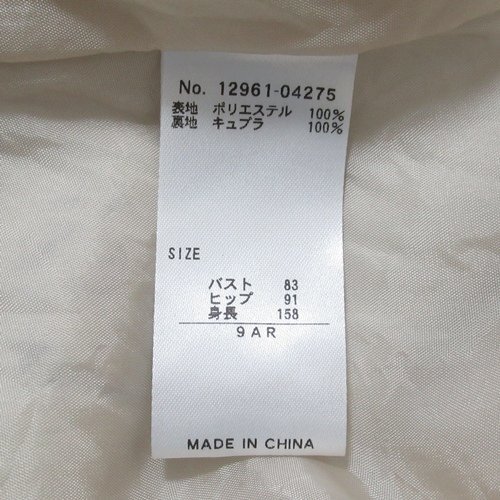 No. 12961-04275
表地 ポリエステル 100%
裏地 キュプラ 100%
SIZE
バスト 83
ヒップ 91
身長 158
9AR
MADE IN CHINA